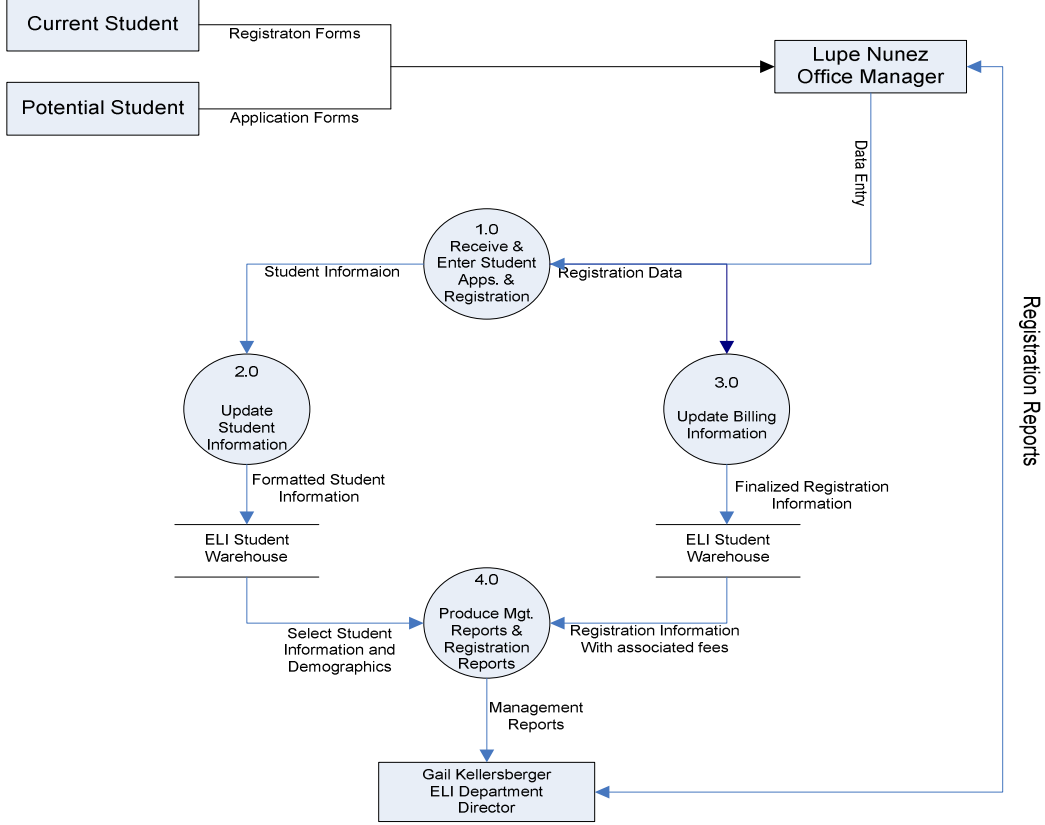 Current Student
Registraton Forms
Potential Student
Application Forms
Lupe Nunez
Office Manager
Data Entry
1.0
Receive &
Enter Student
Apps. &
Registration
Student Informaion
Registration Data
Registration Reports
2.0
Update
Student
Information
3.0
Update Billing
Information
Formatted Student
Information
Finalized Registration
Information
ELI Student
Warehouse
ELI Student
Warehouse
4.0
Produce Mgt.
Reports &
Registration
Reports
Select Student
Information and
Demographics
Registration Information
With associated fees
Management
Reports
Gail Kellersberger
ELI Department
Director